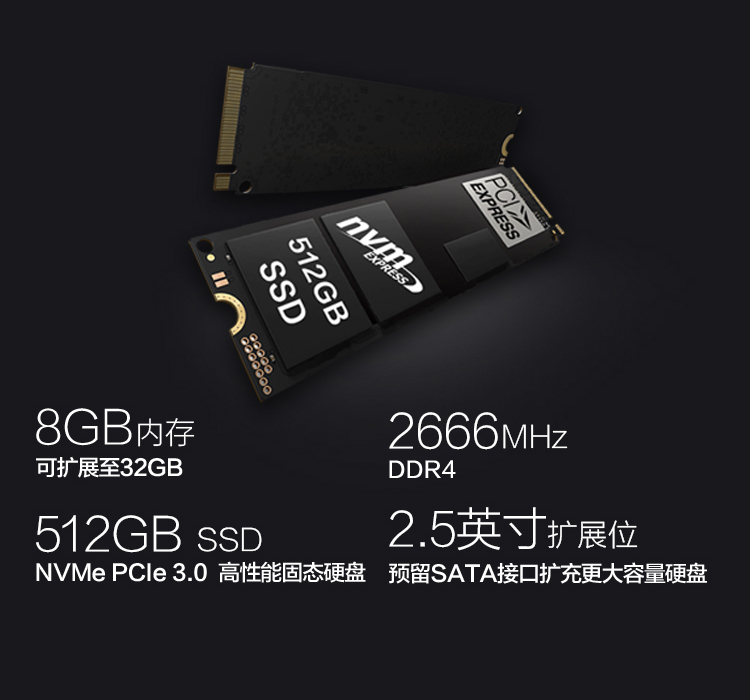 PCI
EXPRESS
nvm
EXPRESS
512GB
SSD
8GB内存
可扩展至32GB
2666MHz
DDR4
512GB SSD
NVMe PCIe 3.0 高性能固态硬盘
2.5英寸扩展位
预留SATA接口扩充更大容量硬盘